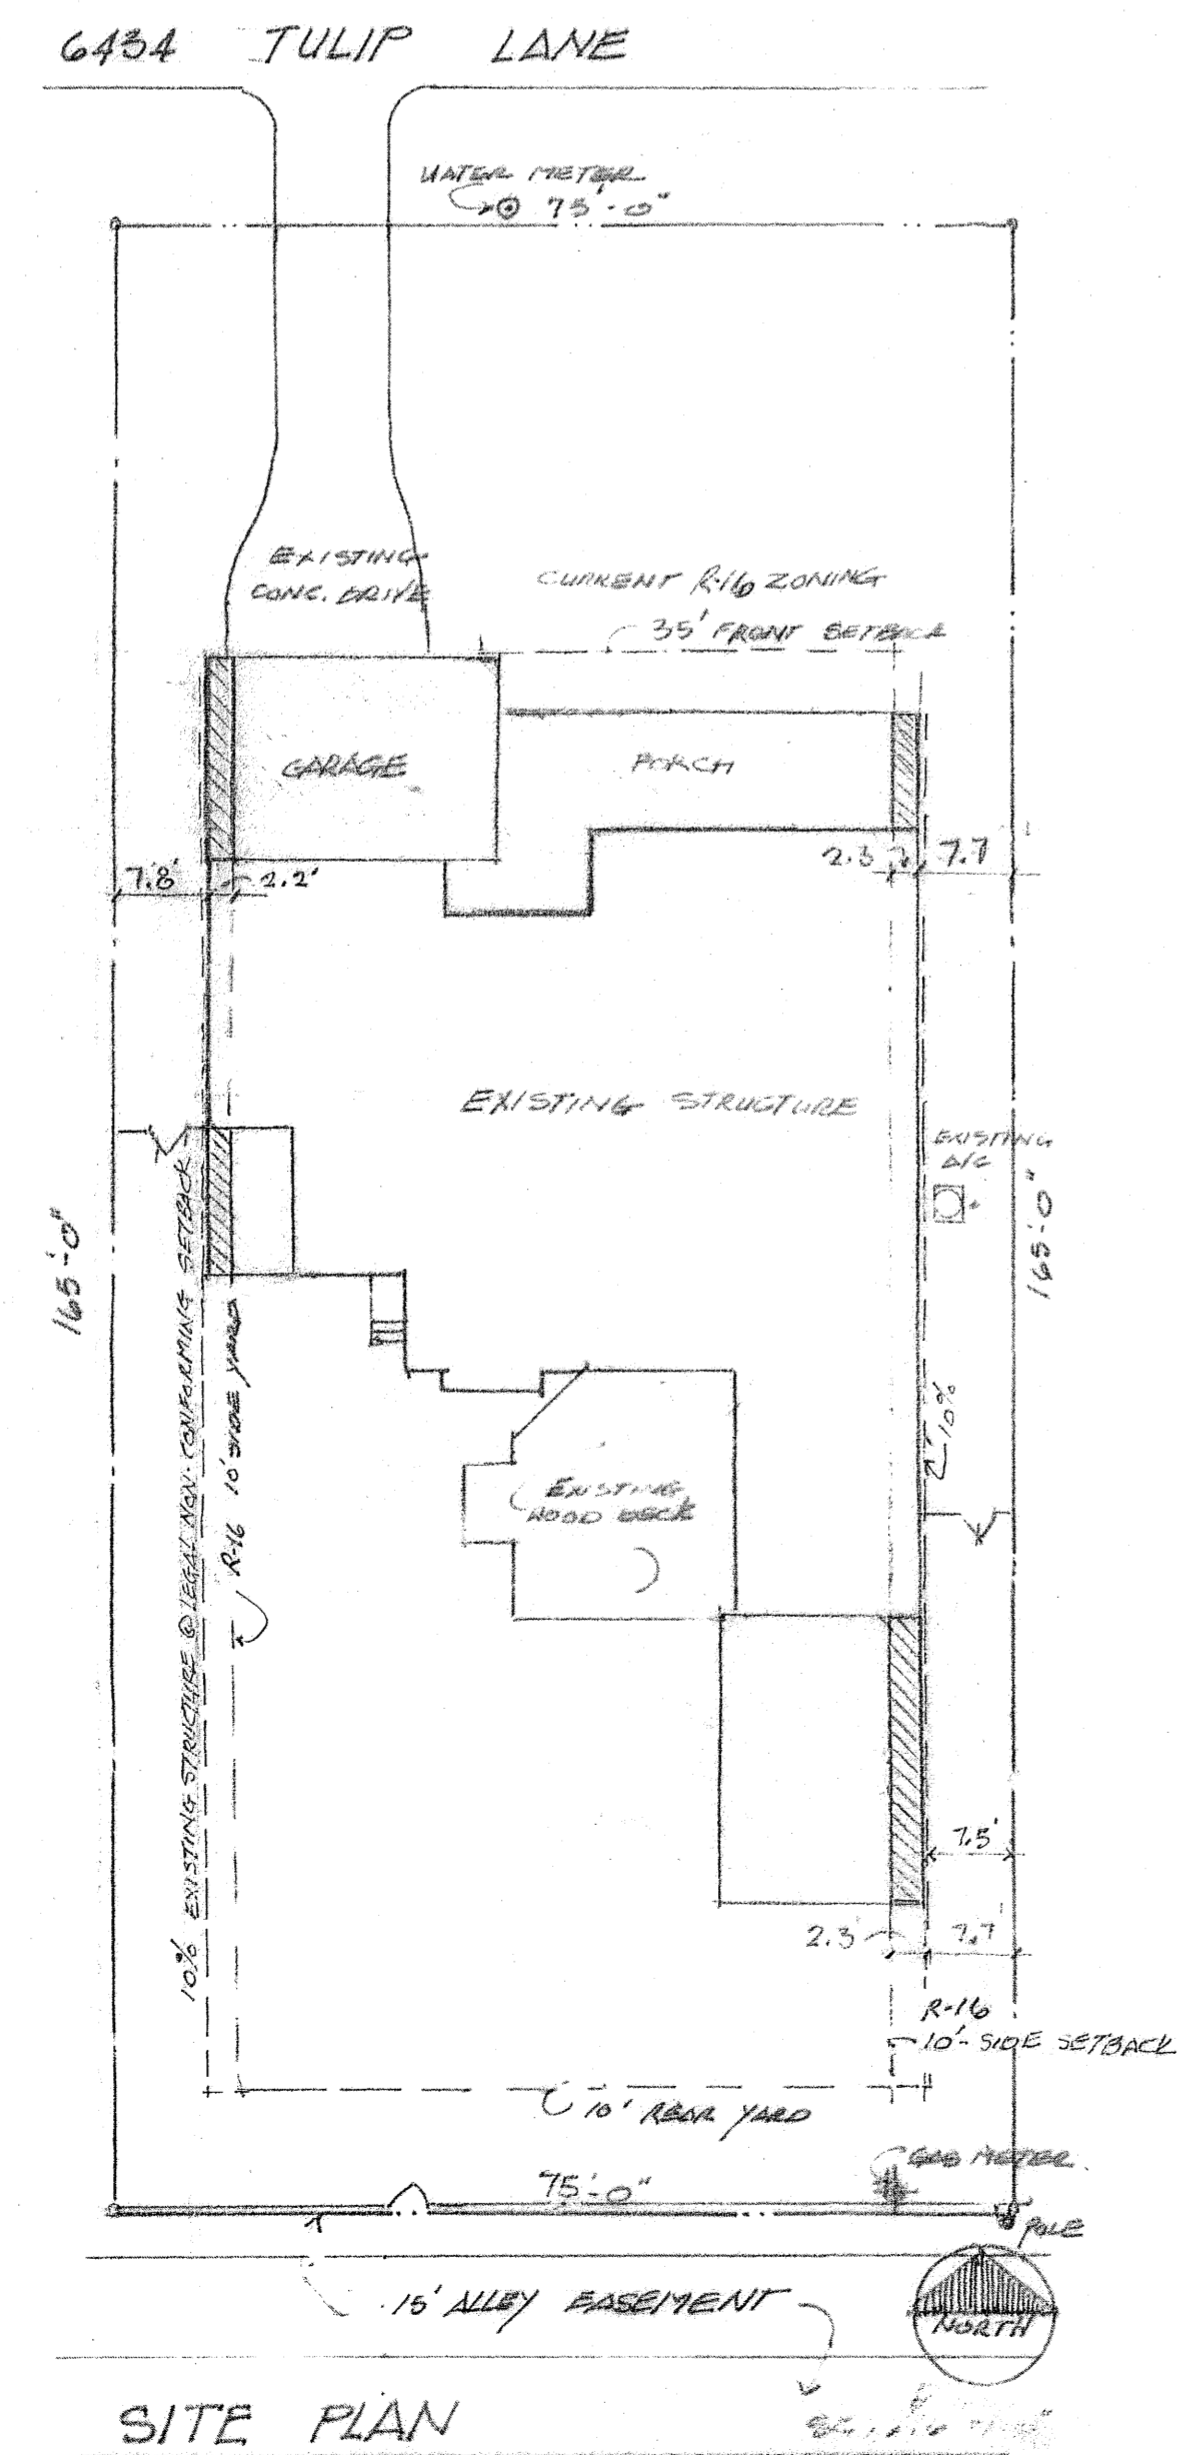 6434 TULIP LANE
WATER METER
75'-0"
EXISTING
CONC. DRIVE
CURRENT R-16 ZONING
35' FRONT SETBACK
GARAGE
PORCH
7.8'
2.2'
2.3
7.7
EXISTING STRUCTURE
EXISTING
A/C
165'-0"
165'-0"
10% EXISTING STRUCTURE @ LEGAL NON-CONFORMING SETBACK
R-16 10' SIDE YARD
10%
EXISTING
WOOD DECK
7.5'
2.3'
7.7'
R-16
10'- SIDE SETBACK
10' REAR YARD
GAS METER
75'-0"
POLE
15' ALLEY EASEMENT
NORTH
SITE PLAN